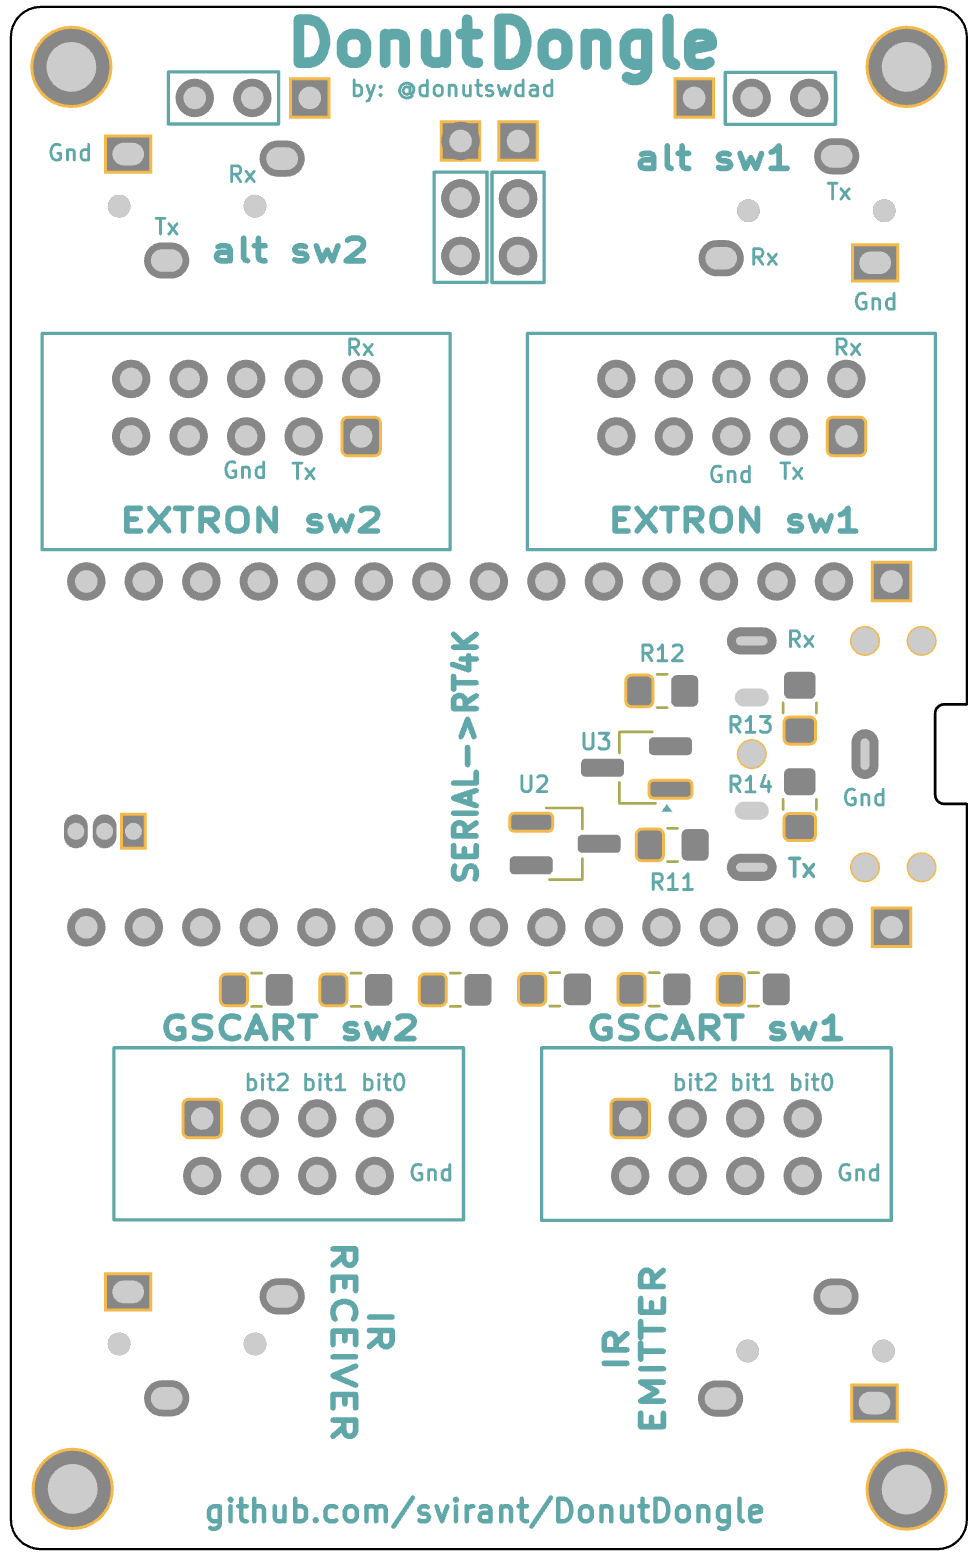 DonutDongle
by: @donutswdad
Gnd
Rx
Tx
alt sw2
alt sw1
Tx
Rx
Gnd
Rx
Gnd Tx
EXTRON sw2
Rx
Gnd Tx
EXTRON sw1
SERIAL->RT4K
R12
Rx
U3
R13
U2
R14
Gnd
R11
Tx
GSCART sw2
bit2 bit1 bit0
Gnd
GSCART sw1
bit2 bit1 bit0
Gnd
IR
RECEIVER
IR
EMITTER
github.com/svirant/DonutDongle